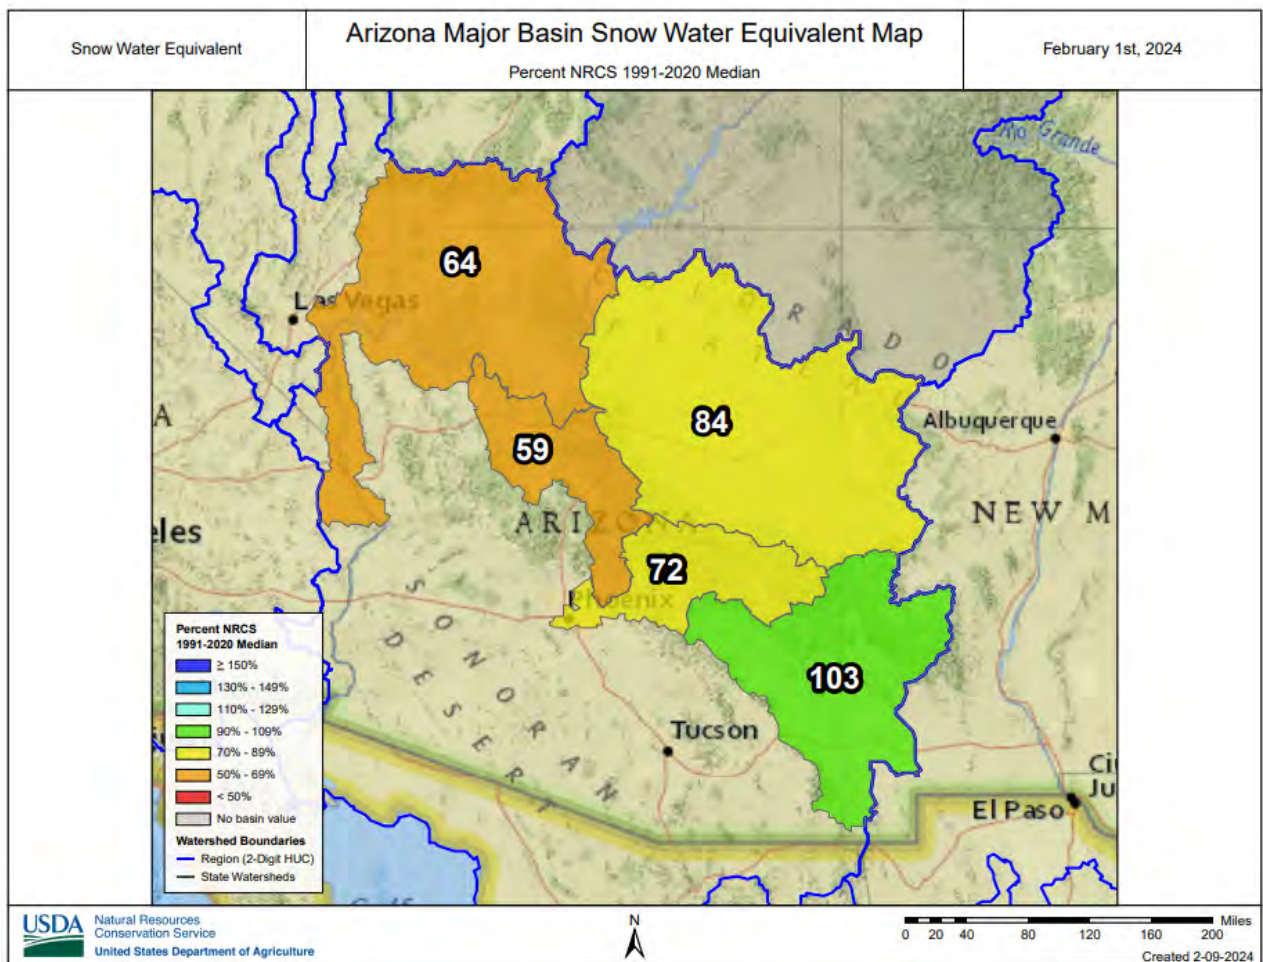 Snow Water Equivalent
Arizona Major Basin Snow Water Equivalent Map
Percent NRCS 1991-2020 Median
February 1st, 2024
Rio Grande
64
Las Vegas
COLORADO
PLATEAU
84
Albuquerque
59
A
ARIZONA
NEW M
eles
72
Phoenix
SONORAN
DESERT
103
Tucson
El Paso
Ci
Ju
Percent NRCS
1991-2020 Median
≥ 150%
130% - 149%
110% - 129%
90% - 109%
70% - 89%
50% - 69%
< 50%
No basin value
Watershed Boundaries
Region (2-Digit HUC)
State Watersheds
USDA
Natural Resources
Conservation Service
United States Department of Agriculture
N
Miles
0 20 40 80 120 160 200
Created 2-09-2024